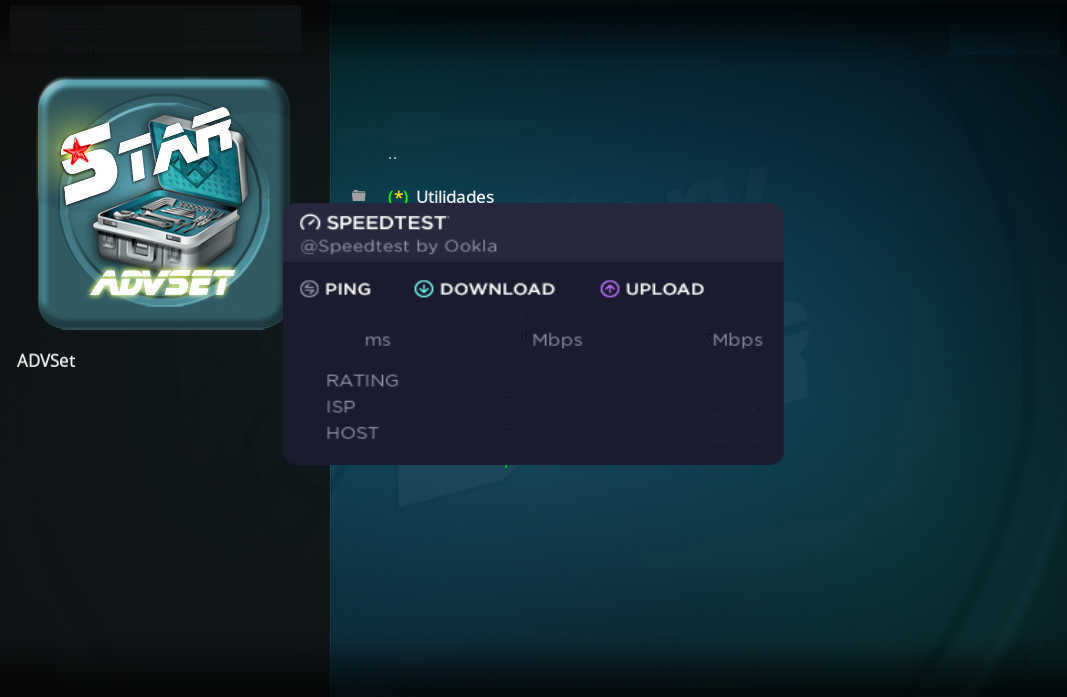 STAR
ADVSET
ADVSet
..
(*) Utilidades
SPEEDTEST
@Speedtest by Ookla
PING DOWNLOAD UPLOAD
ms Mbps Mbps
RATING
ISP
HOST